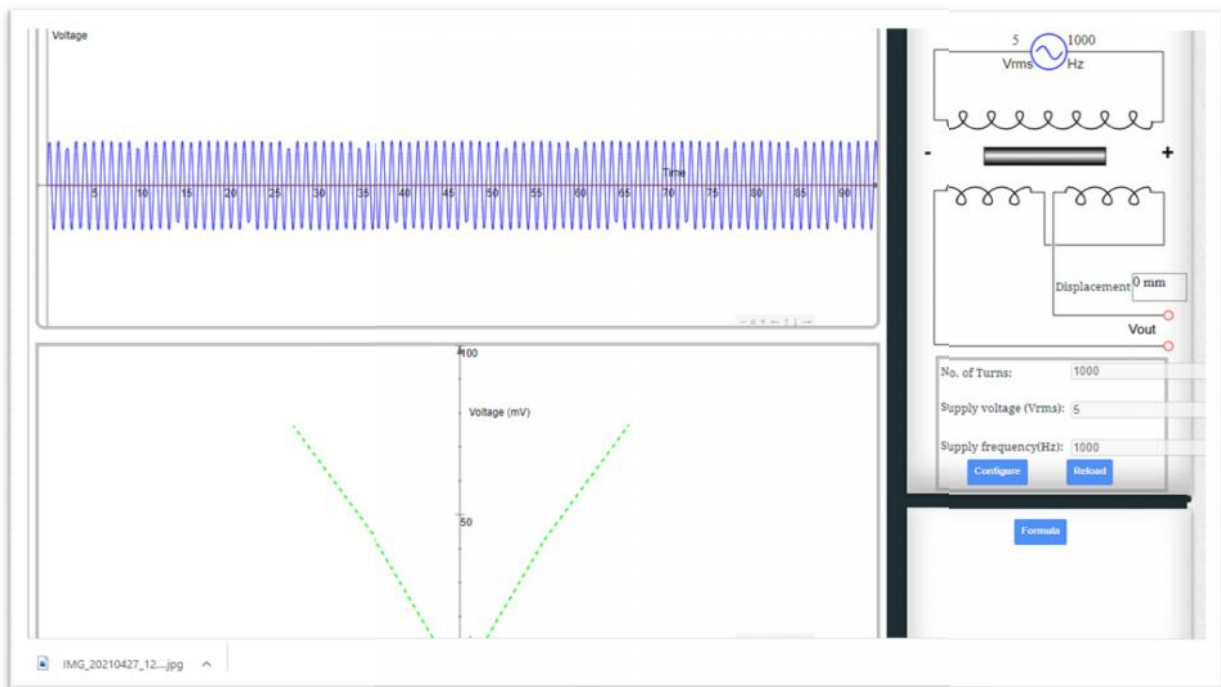 Voltage
Time
5 10 15 20 25 30 35 40 45 50 55 60 65 70 75 80 85 90
100
Voltage (mV)
50
5 1000
Vrms Hz
- +
Displacement 0 mm
Vout
No. of Turns: 1000
Supply voltage (Vrms): 5
Supply frequency(Hz): 1000
Configure Reload
Formula
IMG_20210427_12....jpg